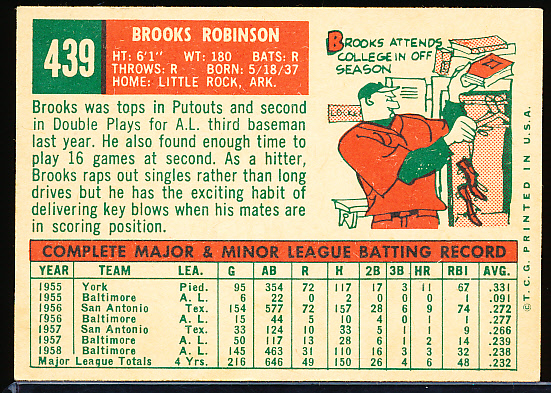 439
BROOKS ROBINSON
HT: 6'1" WT: 180 BATS: R
THROWS: R BORN: 5/18/37
HOME: LITTLE ROCK, ARK.
BROOKS ATTENDS
COLLEGE IN OFF
SEASON
Brooks was tops in Putouts and second
in Double Plays for A.L. third baseman
last year. He also found enough time to
play 16 games at second. As a hitter,
Brooks raps out singles rather than long
drives but he has the exciting habit of
delivering key blows when his mates are
in scoring position.
© T.C.G. PRINTED IN U.S.A.
COMPLETE MAJOR & MINOR LEAGUE BATTING RECORD
YEAR TEAM LEA. G AB R H 2B 3B HR RBI AVG.
1955 York Pied. 95 354 72 117 17 3 11 67 .331
1955 Baltimore A. L. 6 22 0 2 0 0 0 1 .091
1956 San Antonio Tex. 154 577 72 157 28 6 9 74 .272
1956 Baltimore A. L. 15 44 5 10 4 0 1 1 .227
1957 San Antonio Tex. 33 124 10 33 5 1 1 9 .266
1957 Baltimore A. L. 50 117 13 28 6 1 2 14 .239
1958 Baltimore A. L. 145 463 31 110 16 3 3 32 .238
Major League Totals 4 Yrs. 216 646 49 150 26 4 6 48 .232